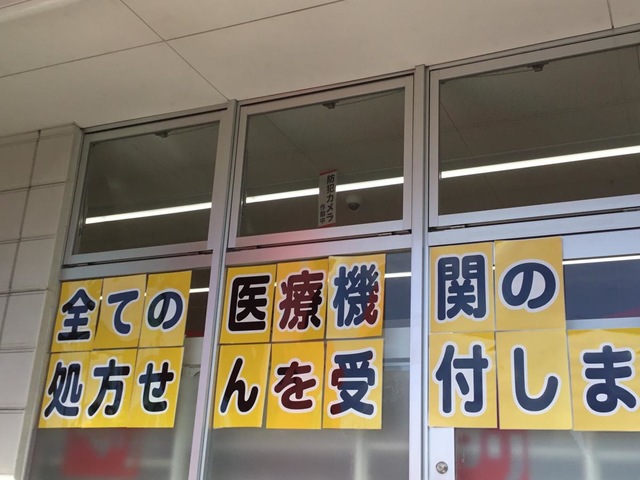 防犯カメラ
作動中
全ての医療機関の
処方せんを受付しま